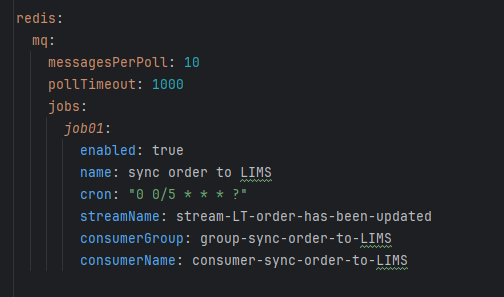 redis:
  mq:
    messagesPerPoll: 10
    pollTimeout: 1000
    jobs:
      job01:
        enabled: true
        name: sync order to LIMS
        cron: "0 0/5 * * * ?"
        streamName: stream-LT-order-has-been-updated
        consumerGroup: group-sync-order-to-LIMS
        consumerName: consumer-sync-order-to-LIMS